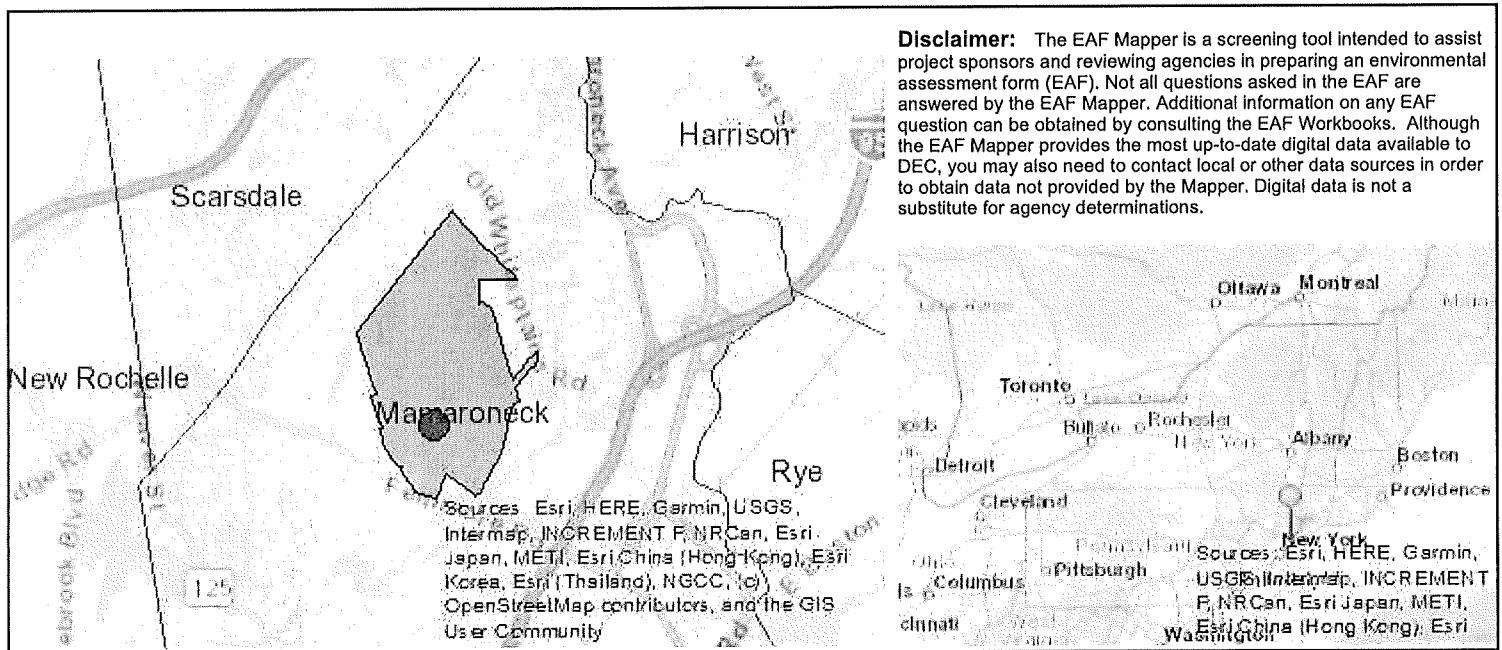 Disclaimer: The EAF Mapper is a screening tool intended to assist
project sponsors and reviewing agencies in preparing an environmental
assessment form (EAF). Not all questions asked in the EAF are
answered by the EAF Mapper. Additional information on any EAF
question can be obtained by consulting the EAF Workbooks. Although
the EAF Mapper provides the most up-to-date digital data available to
DEC, you may also need to contact local or other data sources in order
to obtain data not provided by the Mapper. Digital data is not a
substitute for agency determinations.
Harrison
Scarsdale
Old White Plains Rd
New Rochelle
Mamaroneck
Rye
125
Sources: Esri, HERE, Garmin, USGS,
Intermap, INCREMENT P, NRCan, Esri
Japan, METI, Esri China (Hong Kong), Esri
Korea, Esri (Thailand), NGCC, (c)
OpenStreetMap contributors, and the GIS
User Community
Ottawa
Montreal
Toronto
Buffalo
Rochester
New York
Albany
Detroit
Boston
Providence
Cleveland
New York
Pennsylvania
Pittsburgh
Columbus
Washington
Sources: Esri, HERE, Garmin,
USGS, Intermap, INCREMENT
P, NRCan, Esri Japan, METI,
Esri China (Hong Kong), Esri